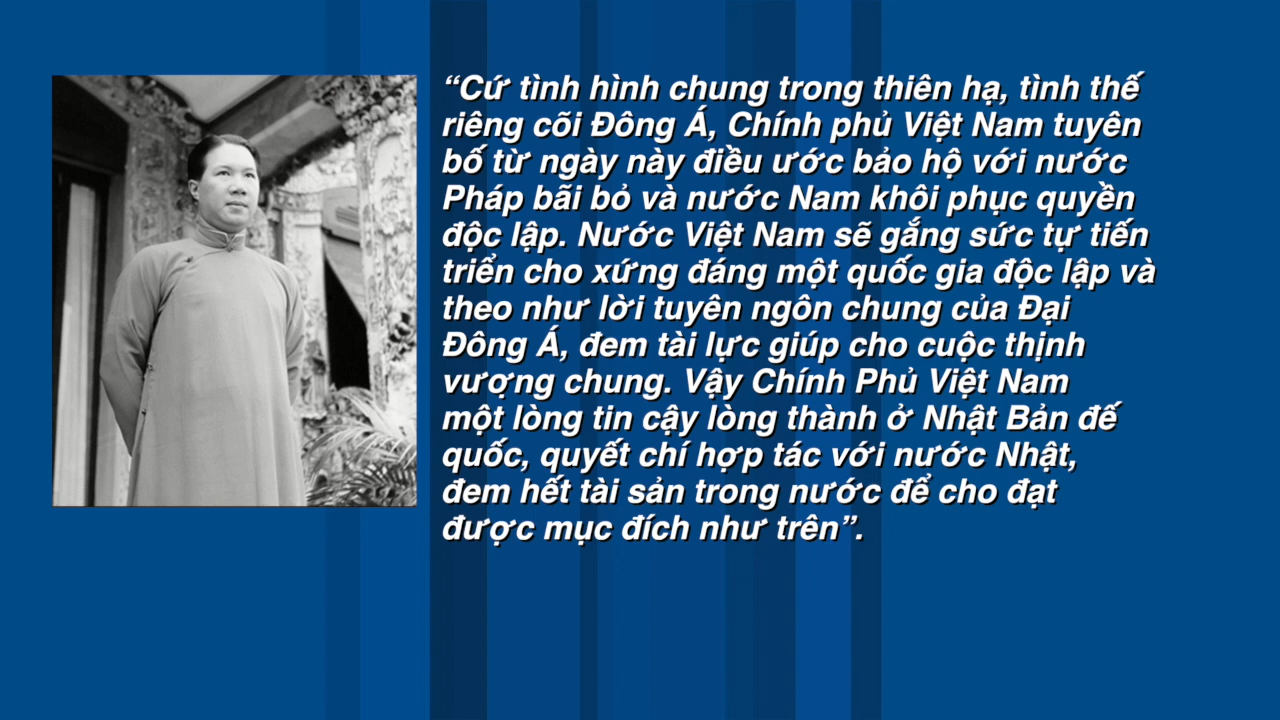 “Cứ tình hình chung trong thiên hạ, tình thế
riêng cõi Đông Á, Chính phủ Việt Nam tuyên
bố từ ngày này điều ước bảo hộ với nước
Pháp bãi bỏ và nước Nam khôi phục quyền
độc lập. Nước Việt Nam sẽ gắng sức tự tiến
triển cho xứng đáng một quốc gia độc lập và
theo như lời tuyên ngôn chung của Đại
Đông Á, đem tài lực giúp cho cuộc thịnh
vượng chung. Vậy Chính Phủ Việt Nam
một lòng tin cậy lòng thành ở Nhật Bản đế
quốc, quyết chí hợp tác với nước Nhật,
đem hết tài sản trong nước để cho đạt
được mục đích như trên”.